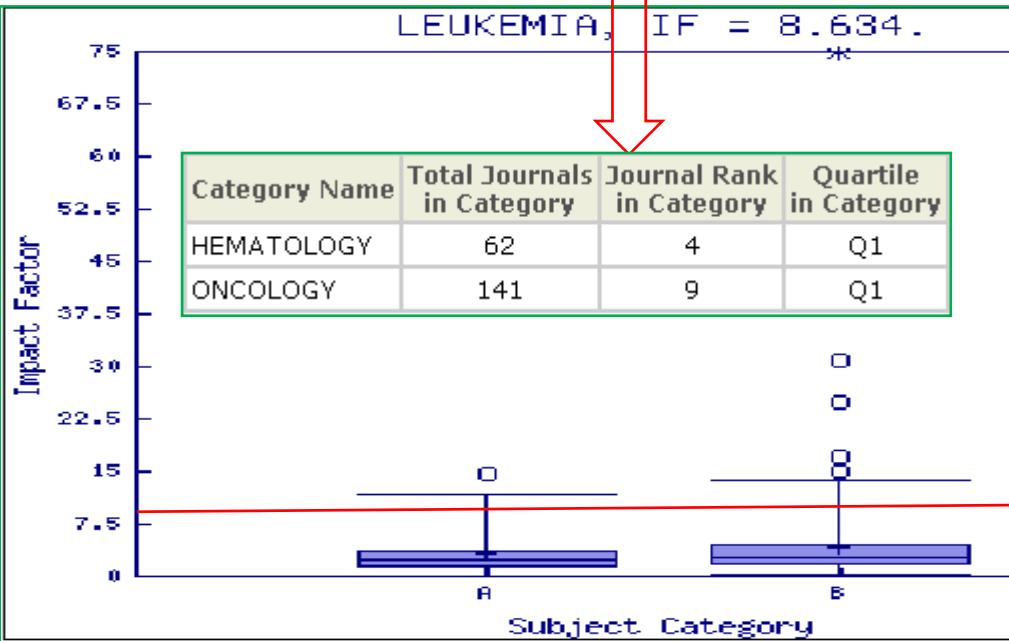 LEUKEMIA, IF = 8.634.
75
67.5
60
52.5
45
37.5
30
22.5
15
7.5
0
Impact Factor
Category Name Total Journals in Category Journal Rank in Category Quartile in Category
HEMATOLOGY 62 4 Q1
ONCOLOGY 141 9 Q1
A B
Subject Category